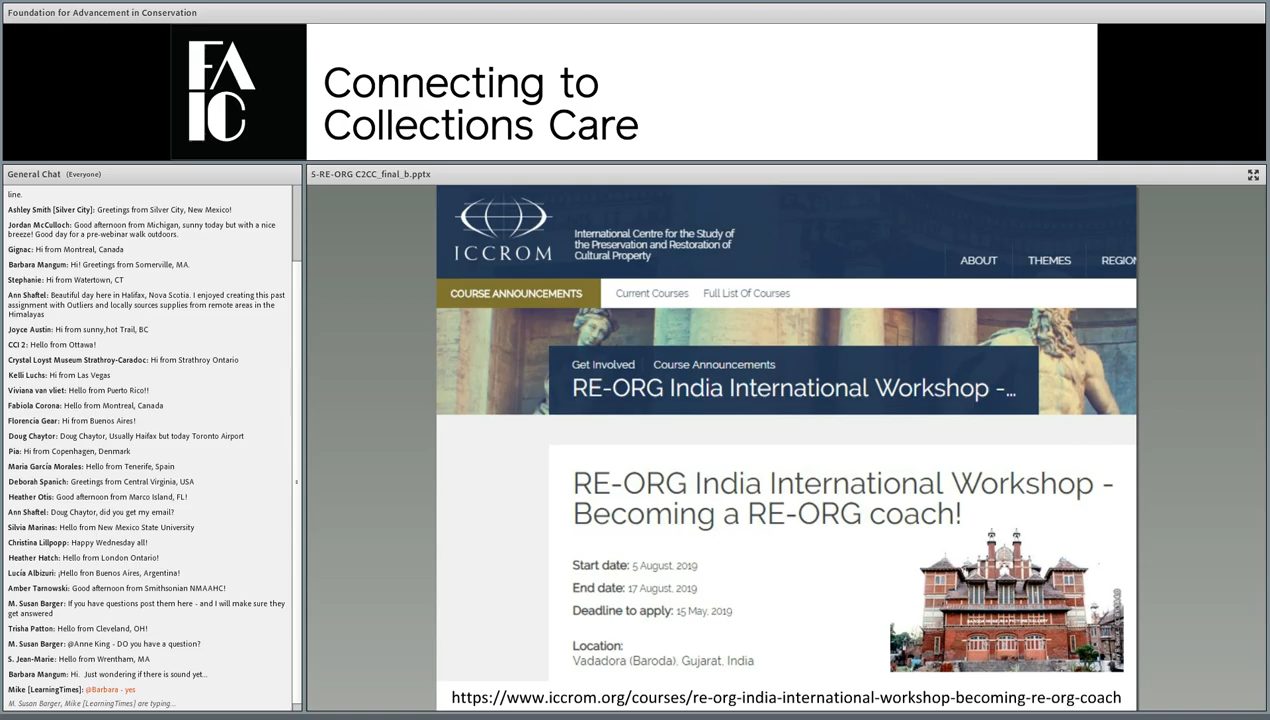 Foundation for Advancement in Conservation
FA
IC
Connecting to
Collections Care
General Chat (Everyone)
line.
Ashley Smith [Silver City]: Greetings from Silver City, New Mexico!
Jordan McCulloch: Good afternoon from Michigan, sunny today but with a nice
breeze! Good day for a pre-webinar walk outdoors.
Gignac: Hi from Montreal, Canada
Barbara Mangum: Hi! Greetings from Somerville, MA.
Stephanie: Hi from Watertown, CT
Ann Shaftel: Beautiful day here in Halifax, Nova Scotia. I enjoyed creating this past
assignment with Outliers and locally sources supplies from remote areas in the
Himalayas
Joyce Austin: Hi from sunny,hot Trail, BC
CCI 2: Hello from Ottawa!
Crystal Loyst Museum Strathroy-Caradoc: Hi from Strathroy Ontario
Kelli Luchs: Hi from Las Vegas
Viviana van vliet: Hello from Puerto Rico!!
Fabiola Corona: Hello from Montreal, Canada
Florencia Gear: Hi from Buenos Aires!
Doug Chaytor: Doug Chaytor, Usually Haifax but today Toronto Airport
Pia: Hi from Copenhagen, Denmark
Maria García Morales: Hello from Tenerife, Spain
Deborah Spanich: Greetings from Central Virginia, USA
Heather Otis: Good afternoon from Marco Island, FL!
Ann Shaftel: Doug Chaytor, did you get my email?
Silvia Marinas: Hello from New Mexico State University
Christina Lillpopp: Happy Wednesday all!
Heather Hatch: Hello from London Ontario!
Lucía Albizuri: ¡Hello fron Buenos Aires, Argentina!
Amber Tarnowski: Good afternoon from Smithsonian NMAAHC!
M. Susan Barger: If you have questions post them here - and I will make sure they
get answered
Trisha Patton: Hello from Cleveland, OH!
M. Susan Barger: @Anne King - DO you have a question?
S. Jean-Marie: Hello from Wrentham, MA
Barbara Mangum: Hi. Just wondering if there is sound yet...
Mike [LearningTimes]: @Barbara - yes
M. Susan Barger, Mike [LearningTimes] are typing...
5-RE-ORG C2CC_final_b.pptx
ICCROM
International Centre for the Study of
the Preservation and Restoration of
Cultural Property
ABOUT THEMES REGION
COURSE ANNOUNCEMENTS Current Courses Full List Of Courses
Get Involved Course Announcements
RE-ORG India International Workshop -...
RE-ORG India International Workshop -
Becoming a RE-ORG coach!
Start date: 5 August, 2019
End date: 17 August, 2019
Deadline to apply: 15 May, 2019
Location:
Vadadora (Baroda), Gujarat, India
https://www.iccrom.org/courses/re-org-india-international-workshop-becoming-re-org-coach